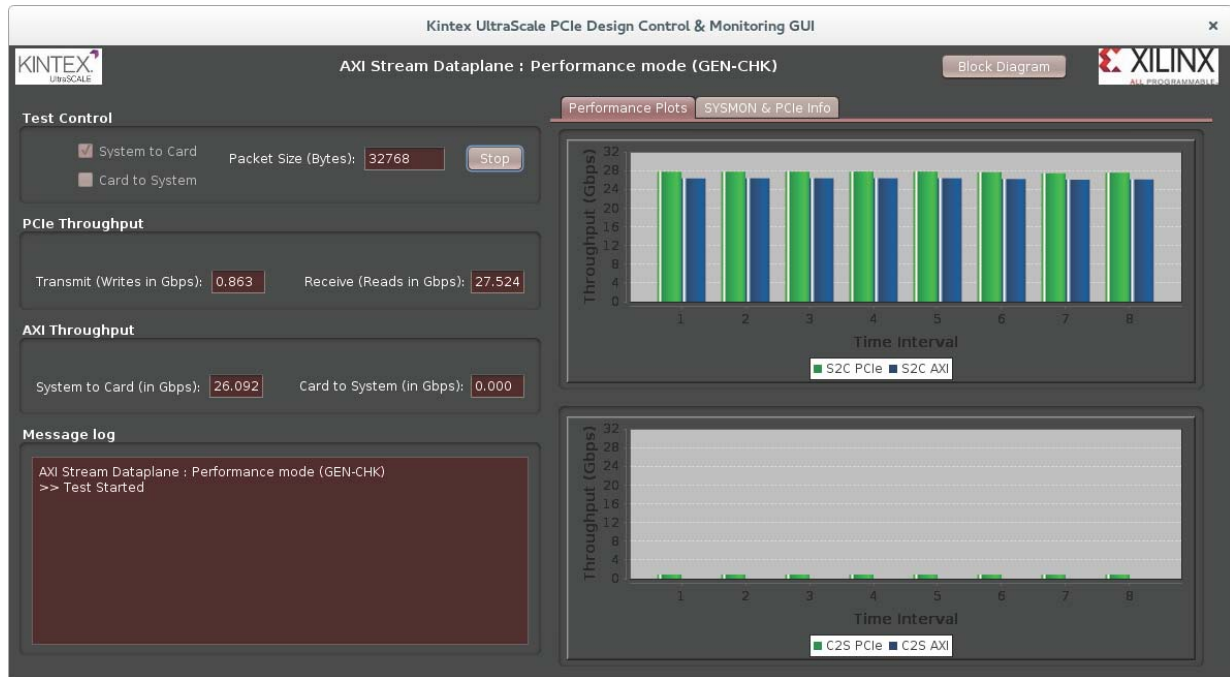 Kintex UltraScale PCIe Design Control & Monitoring GUI
×
KINTEX
UltraSCALE
AXI Stream Dataplane : Performance mode (GEN-CHK)
Block Diagram
XILINX
ALL PROGRAMMABLE
Test Control
System to Card
Card to System
Packet Size (Bytes): 32768
Stop
PCIe Throughput
Transmit (Writes in Gbps): 0.863
Receive (Reads in Gbps): 27.524
AXI Throughput
System to Card (in Gbps): 26.092
Card to System (in Gbps): 0.000
Message log
AXI Stream Dataplane : Performance mode (GEN-CHK)
>> Test Started
Performance Plots
SYSMON & PCIe Info
Throughput (Gbps)
32
28
24
20
16
12
8
4
0
1 2 3 4 5 6 7 8
Time Interval
S2C PCIe S2C AXI
Throughput (Gbps)
32
28
24
20
16
12
8
4
0
1 2 3 4 5 6 7 8
Time Interval
C2S PCIe C2S AXI